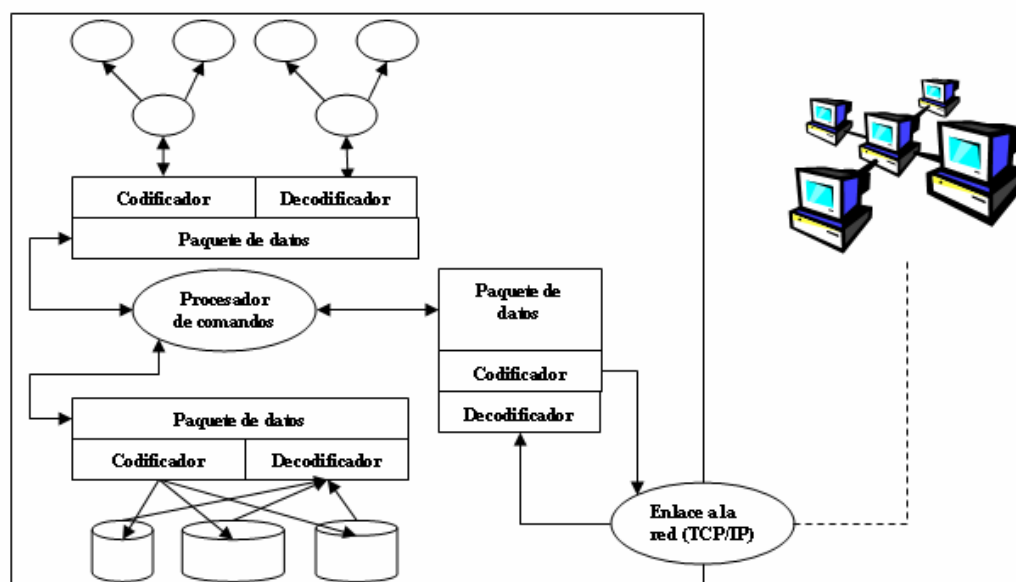 Codificador
Decodificador
Paquete de datos
Procesador
de comandos
Paquete de
datos
Codificador
Decodificador
Paquete de datos
Codificador
Decodificador
Enlace a la
red (TCP/IP)